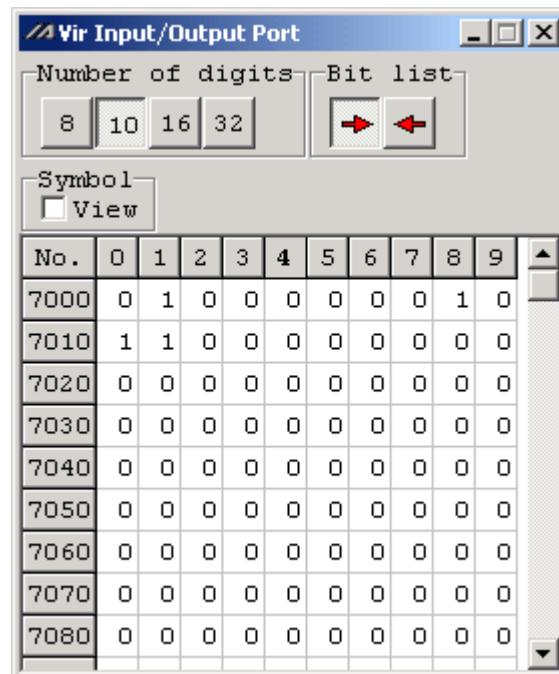 Vir Input/Output Port
Number of digits
8 10 16 32
Bit list
Symbol
View
No. 0 1 2 3 4 5 6 7 8 9
7000 0 1 0 0 0 0 0 0 1 0
7010 1 1 0 0 0 0 0 0 0 0
7020 0 0 0 0 0 0 0 0 0 0
7030 0 0 0 0 0 0 0 0 0 0
7040 0 0 0 0 0 0 0 0 0 0
7050 0 0 0 0 0 0 0 0 0 0
7060 0 0 0 0 0 0 0 0 0 0
7070 0 0 0 0 0 0 0 0 0 0
7080 0 0 0 0 0 0 0 0 0 0